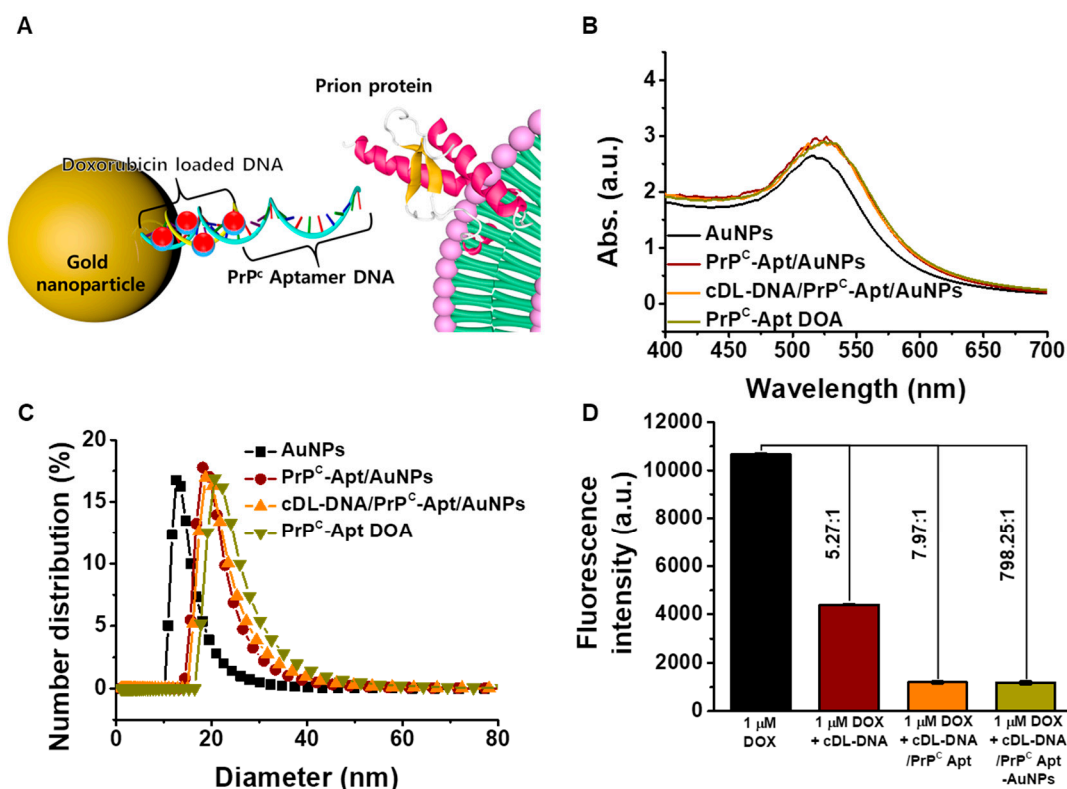 A
Prion protein
Doxorubicin loaded DNA
Gold
nanoparticle
PrPᶜ Aptamer DNA
B
Abs. (a.u.)
4
3
2
1
0
AuNPs
PrPᶜ-Apt/AuNPs
cDL-DNA/PrPᶜ-Apt/AuNPs
PrPᶜ-Apt DOA
400 450 500 550 600 650 700
Wavelength (nm)
C
Number distribution (%)
20
15
10
5
0
AuNPs
PrPᶜ-Apt/AuNPs
cDL-DNA/PrPᶜ-Apt/AuNPs
PrPᶜ-Apt DOA
0 20 40 60 80
Diameter (nm)
D
Fluorescence
intensity (a.u.)
12000
10000
8000
6000
4000
2000
0
5.27:1
7.97:1
798.25:1
1 μM
DOX
1 μM DOX
+ cDL-DNA
1 μM DOX
+ cDL-DNA
/PrPᶜ Apt
1 μM DOX
+ cDL-DNA
/PrPᶜ Apt
-AuNPs